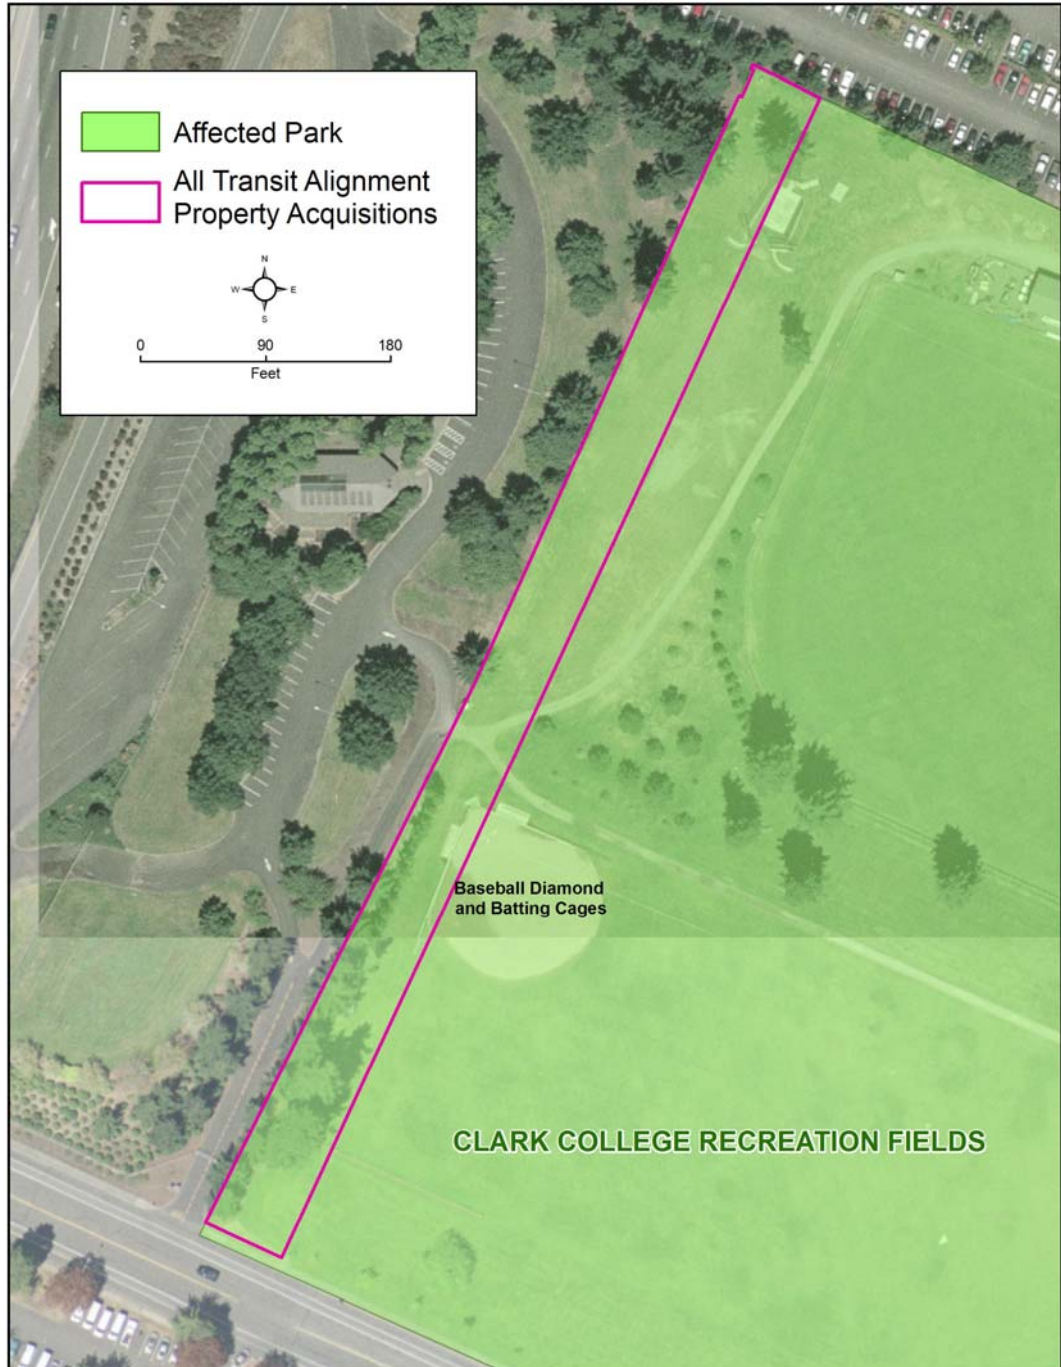 Affected Park
All Transit Alignment
Property Acquisitions
N
W E
S
0 90 180
Feet
Baseball Diamond
and Batting Cages
CLARK COLLEGE RECREATION FIELDS